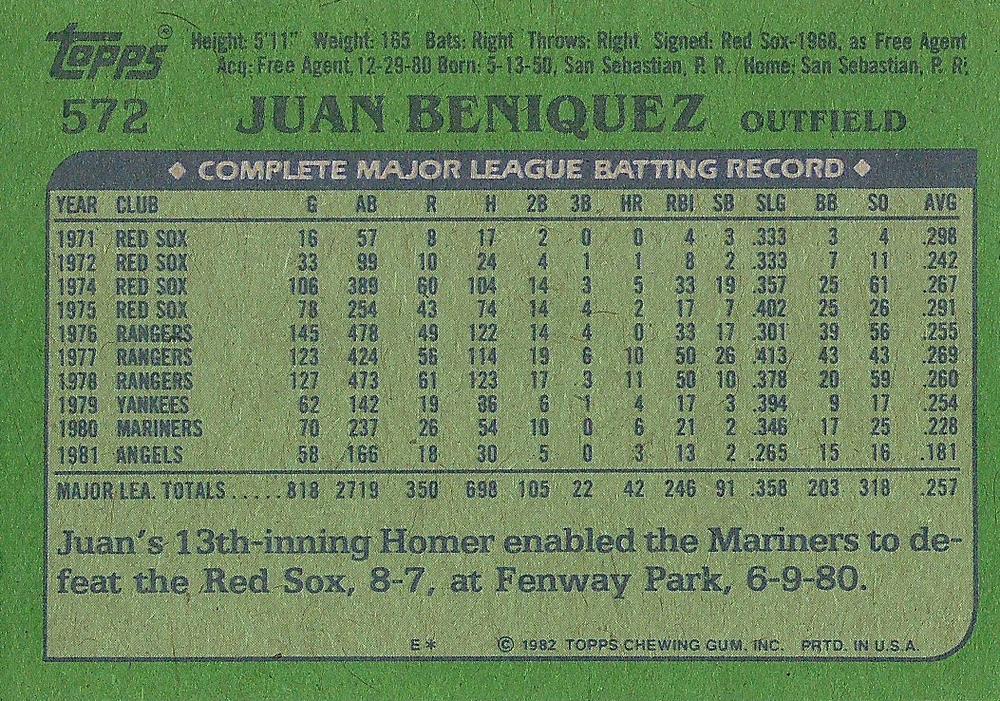 Topps® Height: 5'11" Weight: 165 Bats: Right Throws: Right Signed: Red Sox-1968, as Free Agent
Acq: Free Agent, 12-29-80 Born: 5-13-50, San Sebastian, P. R. Home: San Sebastian, P. R.
572 JUAN BENIQUEZ OUTFIELD
◆ COMPLETE MAJOR LEAGUE BATTING RECORD ◆
YEAR CLUB G AB R H 2B 3B HR RBI SB SLG BB SO AVG
1971 RED SOX 16 57 8 17 2 0 0 4 3 .333 3 4 .298
1972 RED SOX 33 99 10 24 4 1 1 8 2 .333 7 11 .242
1974 RED SOX 106 389 60 104 14 3 5 33 19 .357 25 61 .267
1975 RED SOX 78 254 43 74 14 4 2 17 7 .402 25 26 .291
1976 RANGERS 145 478 49 122 14 4 0 33 17 .301 39 56 .255
1977 RANGERS 123 424 56 114 19 6 10 50 26 .413 43 43 .269
1978 RANGERS 127 473 61 123 17 3 11 50 10 .378 20 59 .260
1979 YANKEES 62 142 19 36 6 1 4 17 3 .394 9 17 .254
1980 MARINERS 70 237 26 54 10 0 6 21 2 .346 17 25 .228
1981 ANGELS 58 166 18 30 5 0 3 13 2 .265 15 16 .181
MAJOR LEA. TOTALS.....818 2719 350 698 105 22 42 246 91 .358 203 318 .257
Juan's 13th-inning Homer enabled the Mariners to de-
feat the Red Sox, 8-7, at Fenway Park, 6-9-80.
E* © 1982 TOPPS CHEWING GUM, INC. PRTD. IN U.S.A.